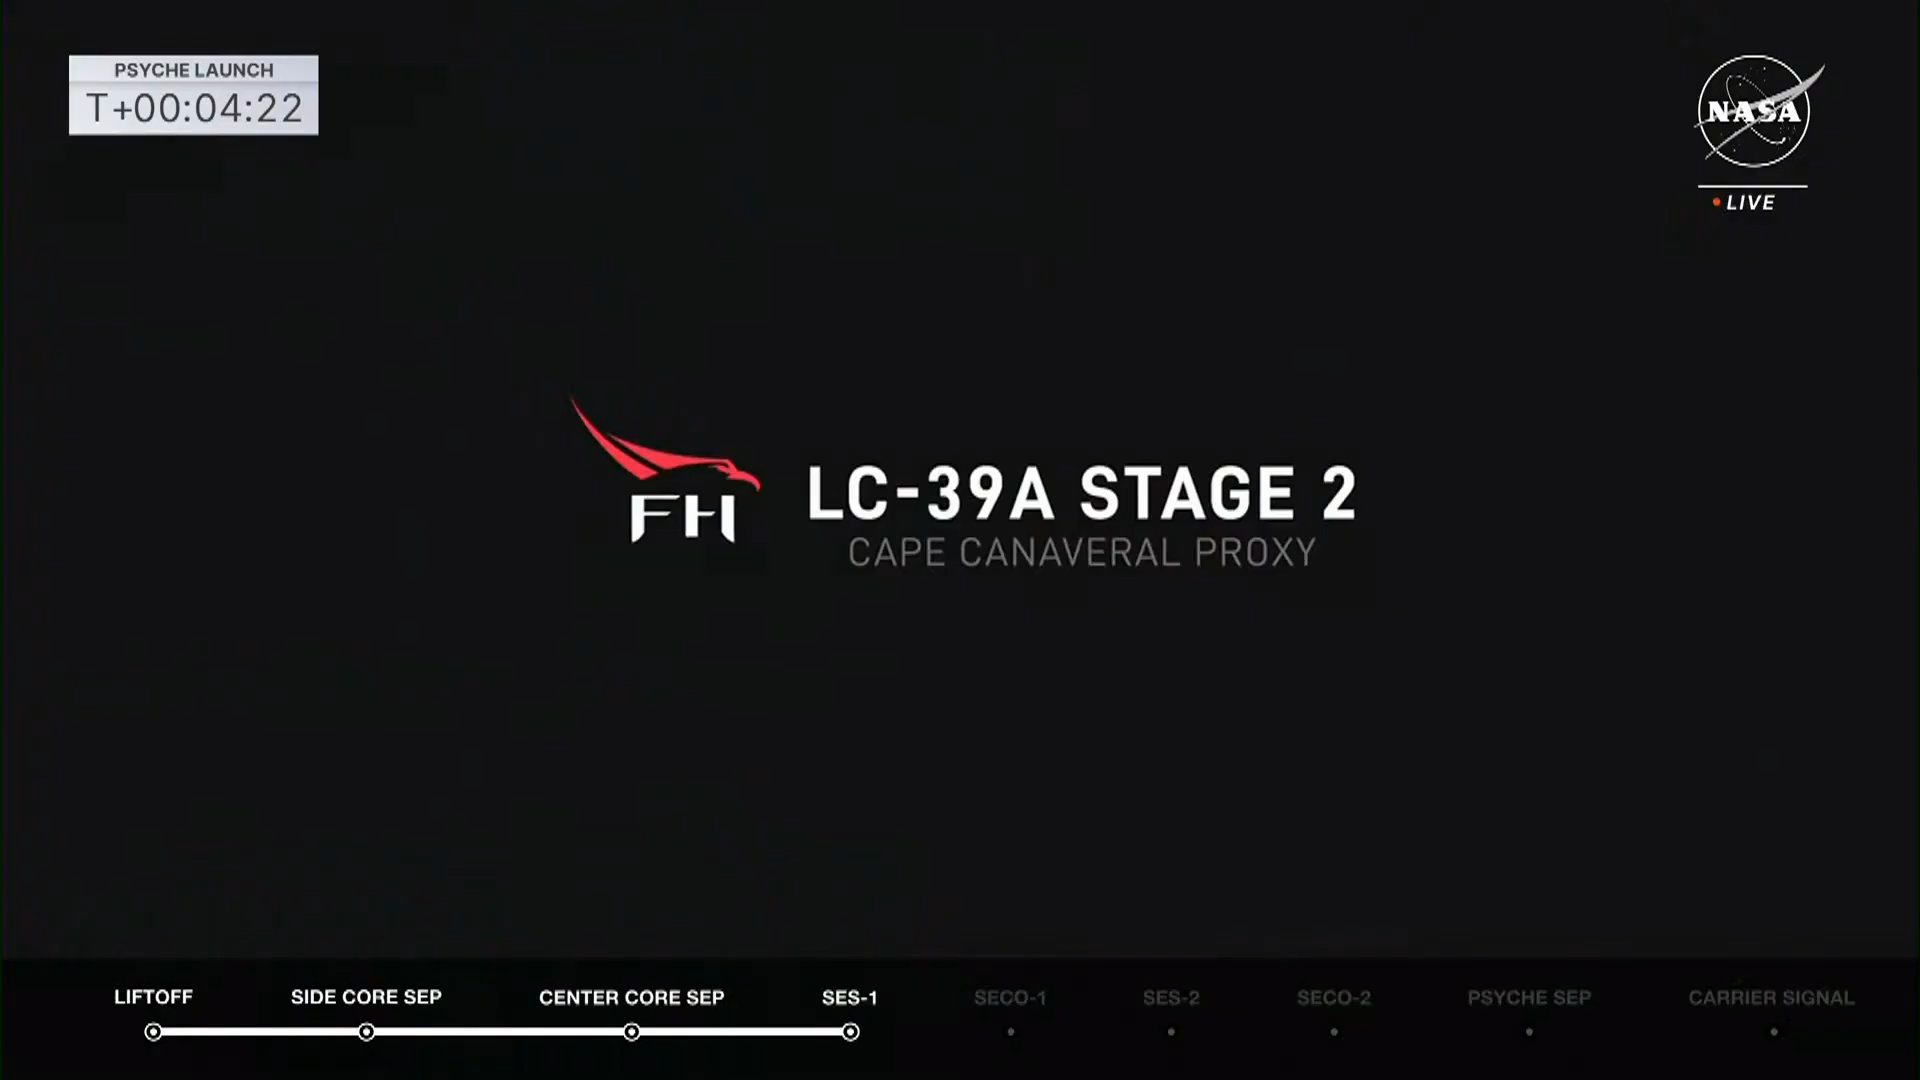 PSYCHE LAUNCH
T+00:04:22
NASA
LIVE
FH
LC-39A STAGE 2
CAPE CANAVERAL PROXY
LIFTOFF
SIDE CORE SEP
CENTER CORE SEP
SES-1
SECO-1
SES-2
SECO-2
PSYCHE SEP
CARRIER SIGNAL